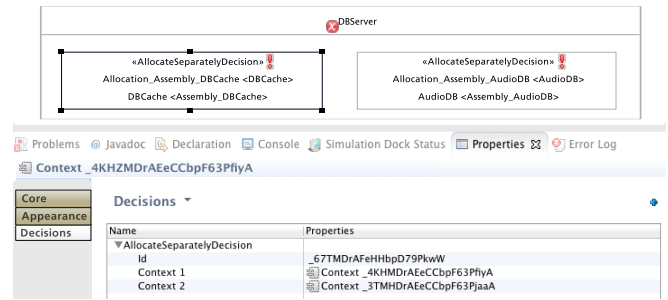 DBServer
«AllocateSeparatelyDecision»
Allocation_Assembly_DBCache <DBCache>
DBCache <Assembly_DBCache>
«AllocateSeparatelyDecision»
Allocation_Assembly_AudioDB <AudioDB>
AudioDB <Assembly_AudioDB>
Problems @ Javadoc Declaration Console Simulation Dock Status Properties Error Log
Context _4KHZMDrAEeCCbpF63PfiyA
Core
Appearance
Decisions
Decisions
Name Properties
AllocateSeparatelyDecision
Id _67TMDrAFeHHbpD79PkwW
Context 1 Context _4KHMDrAEeCCbpF63PfiyA
Context 2 Context _3TMHDrAEeCCbpF63PjaaA